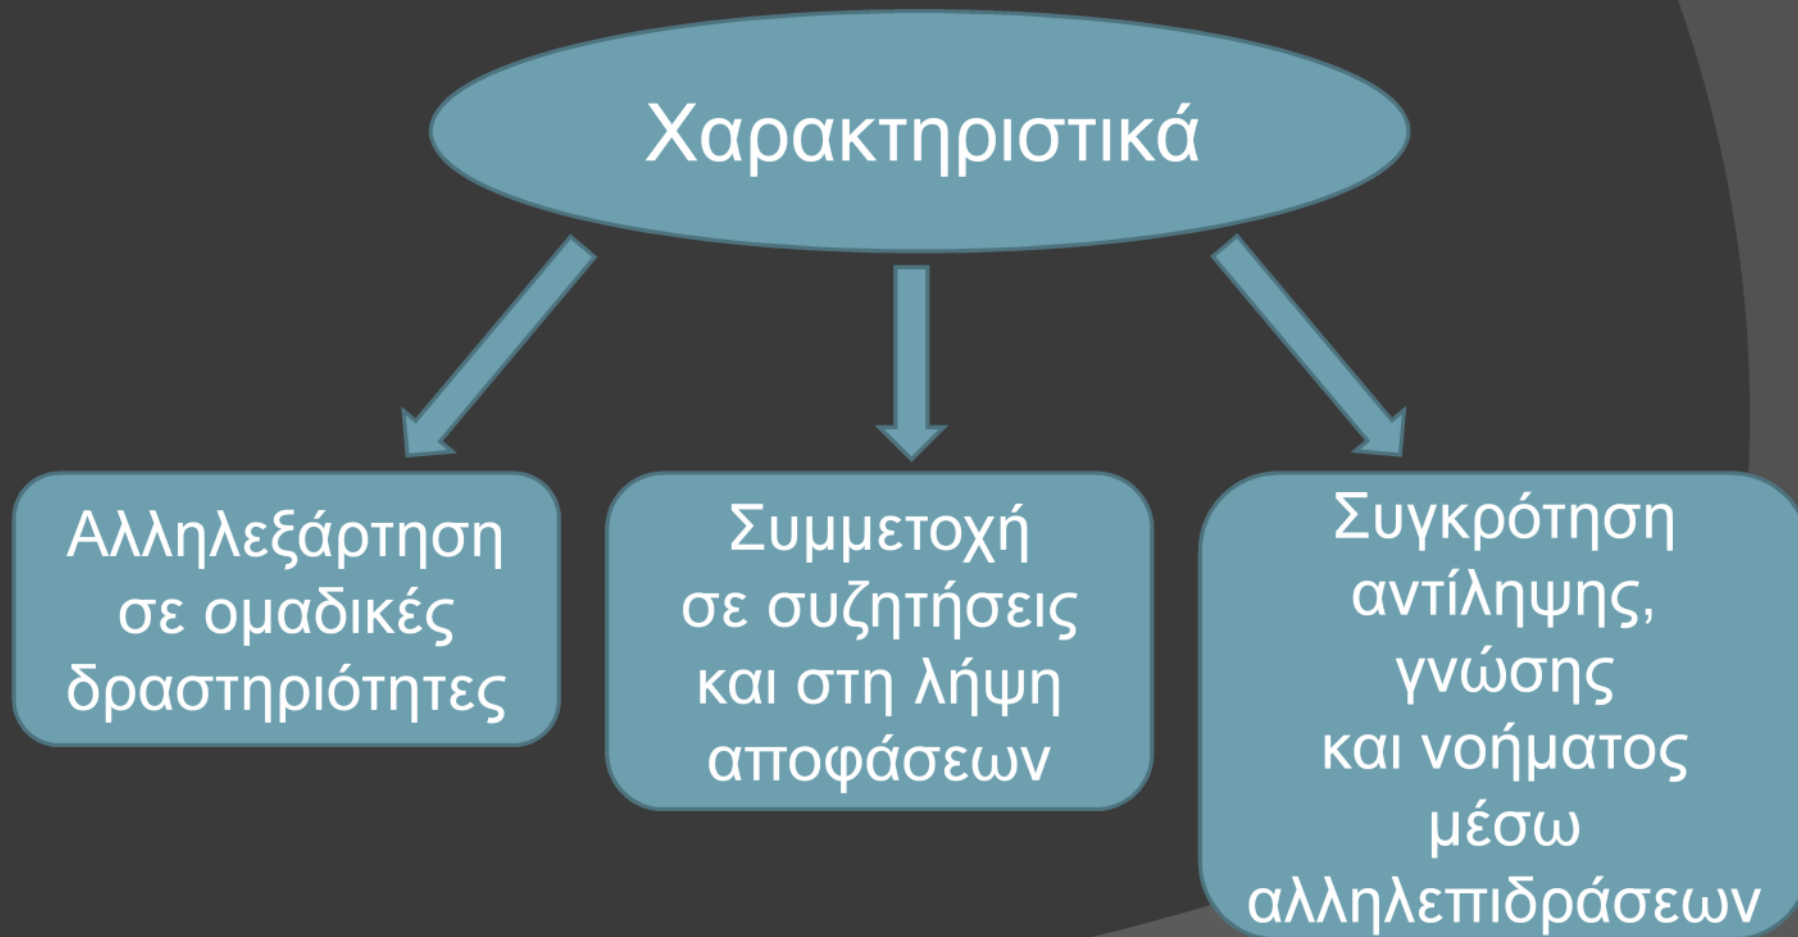 Χαρακτηριστικά
Αλληλεξάρτηση
σε ομαδικές
δραστηριότητες
Συμμετοχή
σε συζητήσεις
και στη λήψη
αποφάσεων
Συγκρότηση
αντίληψης,
γνώσης
και νοήματος
μέσω
αλληλεπιδράσεων